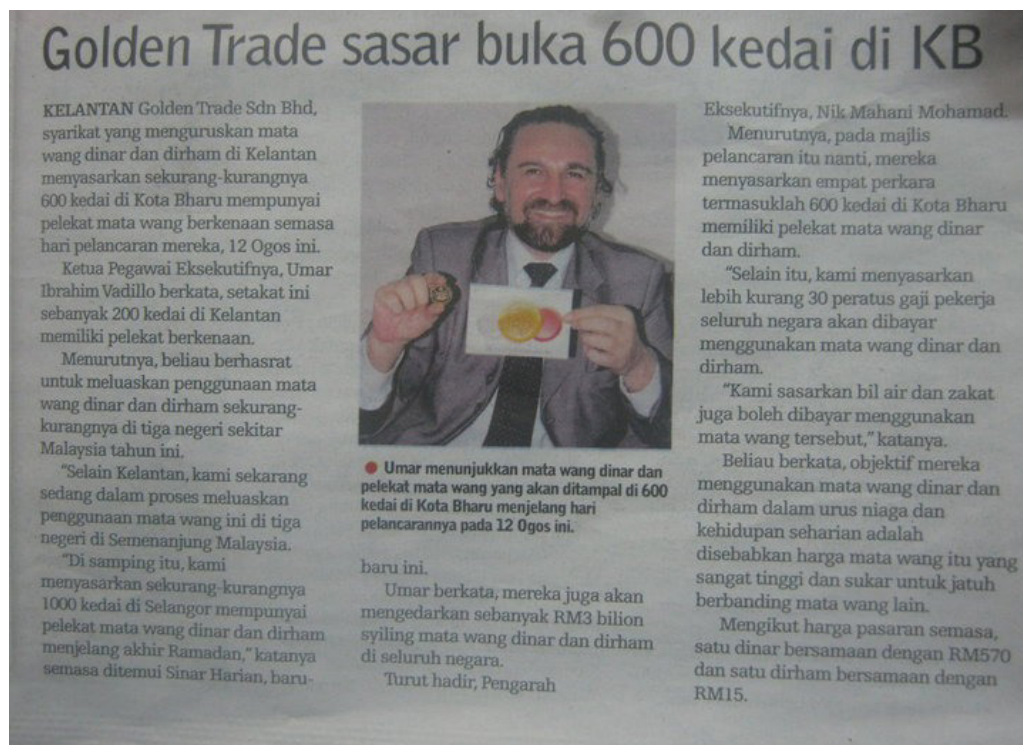 Golden Trade sasar buka 600 kedai di KB
KELANTAN Golden Trade Sdn Bhd,
syarikat yang menguruskan mata
wang dinar dan dirham di Kelantan
menyasarkan sekurang-kurangnya
600 kedai di Kota Bharu mempunyai
pelekat mata wang berkenaan semasa
hari pelancaran mereka, 12 Ogos ini.
Ketua Pegawai Eksekutifnya, Umar
Ibrahim Vadillo berkata, setakat ini
sebanyak 200 kedai di Kelantan
memiliki pelekat berkenaan.
Menurutnya, beliau berhasrat
untuk meluaskan penggunaan mata
wang dinar dan dirham sekurang-
kurangnya di tiga negeri sekitar
Malaysia tahun ini.
“Selain Kelantan, kami sekarang
sedang dalam proses meluaskan
penggunaan mata wang ini di tiga
negeri di Semenanjung Malaysia.
“Di samping itu, kami
menyasarkan sekurang-kurangnya
1000 kedai di Selangor mempunyai
pelekat mata wang dinar dan dirham
menjelang akhir Ramadan,” katanya
semasa ditemui Sinar Harian, baru-
● Umar menunjukkan mata wang dinar dan
pelekat mata wang yang akan ditampal di 600
kedai di Kota Bharu menjelang hari
pelancarannya pada 12 Ogos ini.
baru ini.
Umar berkata, mereka juga akan
mengedarkan sebanyak RM3 bilion
syiling mata wang dinar dan dirham
di seluruh negara.
Turut hadir, Pengarah
Eksekutifnya, Nik Mahani Mohamad.
Menurutnya, pada majlis
pelancaran itu nanti, mereka
menyasarkan empat perkara
termasuklah 600 kedai di Kota Bharu
memiliki pelekat mata wang dinar
dan dirham.
“Selain itu, kami menyasarkan
lebih kurang 30 peratus gaji pekerja
seluruh negara akan dibayar
menggunakan mata wang dinar dan
dirham.
“Kami sasarkan bil air dan zakat
juga boleh dibayar menggunakan
mata wang tersebut,” katanya.
Beliau berkata, objektif mereka
menggunakan mata wang dinar dan
dirham dalam urus niaga dan
kehidupan seharian adalah
disebabkan harga mata wang itu yang
sangat tinggi dan sukar untuk jatuh
berbanding mata wang lain.
Mengikut harga pasaran semasa,
satu dinar bersamaan dengan RM570
dan satu dirham bersamaan dengan
RM15.